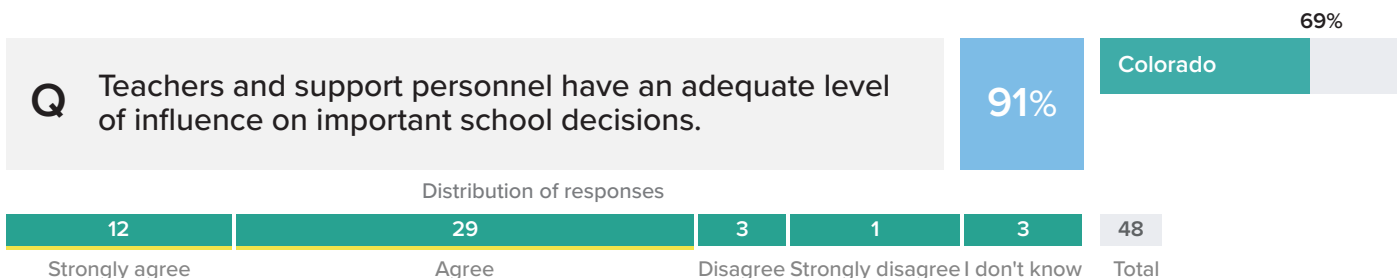 69%
Q Teachers and support personnel have an adequate level
of influence on important school decisions.
91%
Colorado
Distribution of responses
12 29 3 1 3 48
Strongly agree Agree Disagree Strongly disagree I don't know Total